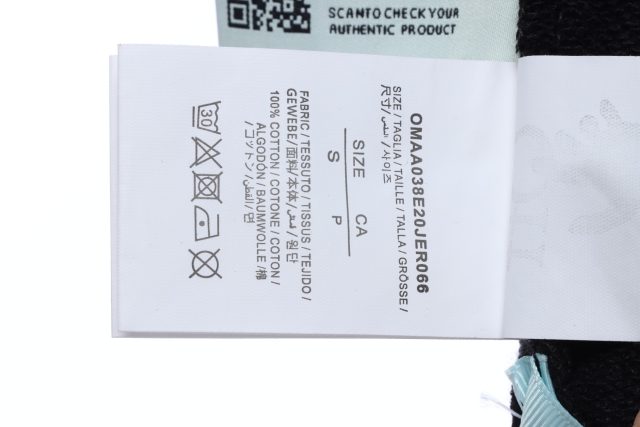 SCAN TO CHECK YOUR
AUTHENTIC PRODUCT
OMAA038E20JER066
SIZE / TAGLIA / TAILLE / TALLA / GRÖSSE /
尺寸 / المقاس / 사이즈
SIZE CA
S P
FABRIC / TESSUTO / TISSUS / TEJIDO /
GEWEBE / 面料 / 本体 / قماش / 원단
100% COTTON / COTONE / COTON /
ALGODÓN / BAUMWOLLE / 棉
/ コットン / القطن / 면
30